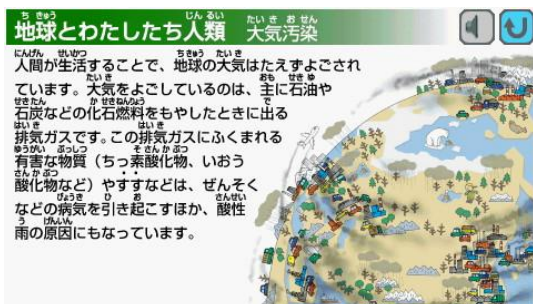 地球とわたしたち人類 大気汚染
人間が生活することで、地球の大気はたえずよごされ
ています。大気をよごしているのは、主に石油や
石炭などの化石燃料をもやしたときに出る
排気ガスです。この排気ガスにふくまれる
有害な物質（ちっ素酸化物、いおう
酸化物など）やすすなどは、ぜんそく
などの病気を引き起こすほか、酸性
雨の原因にもなっています。